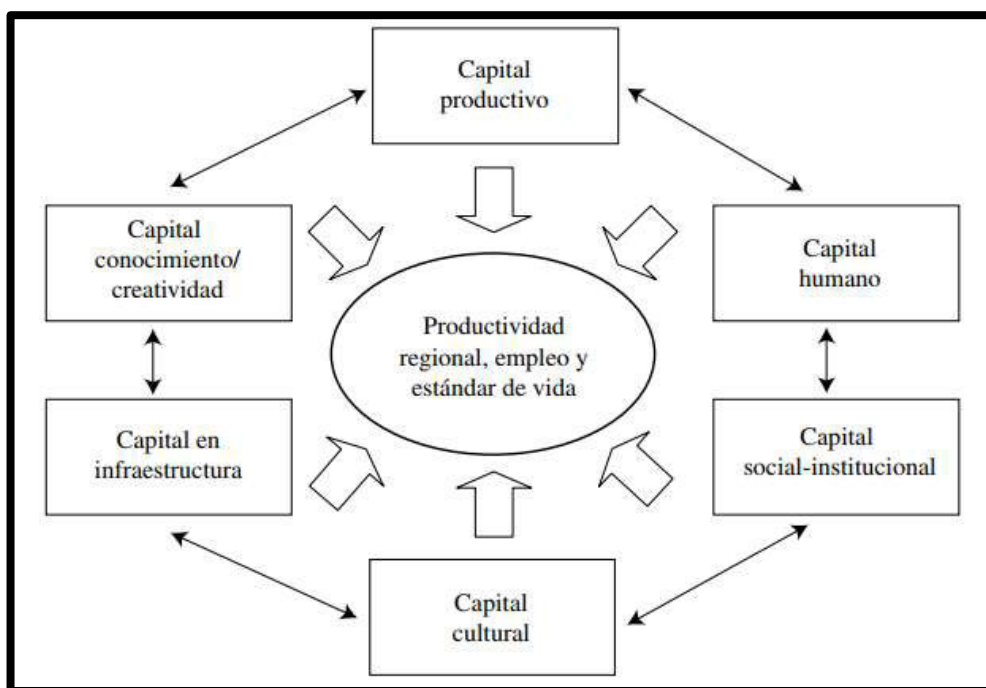 Capital
productivo
Capital
conocimiento/
creatividad
Capital
humano
Productividad
regional, empleo y
estándar de vida
Capital en
infraestructura
Capital
social-institucional
Capital
cultural